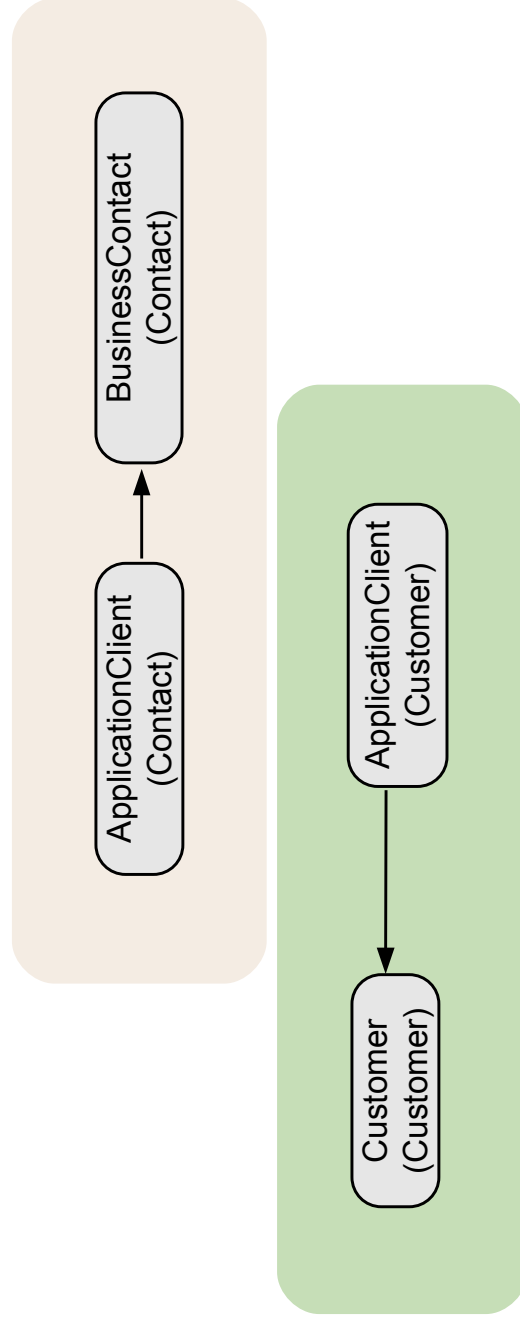 ApplicationClient
(Contact)
BusinessContact
(Contact)
Customer
(Customer)
ApplicationClient
(Customer)